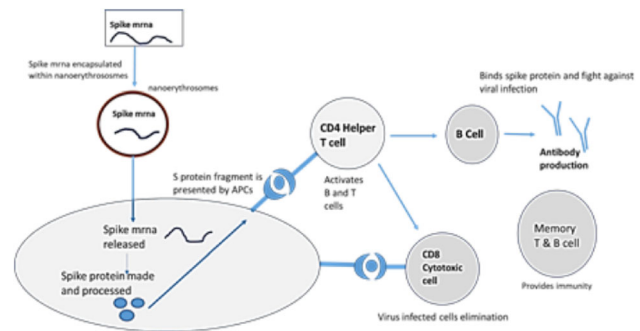 Spike mrna
Spike mrna encapsulated
within nanoerythrososmes
nanoerythrosomes
Spike mrna
S protein fragment is
presented by APCs
Spike mrna
released
Spike protein made
and processed
CD4 Helper
T cell
Activates
B and T
cells
B Cell
Binds spike protein and fight against
viral infection
Antibody
production
CD8
Cytotoxic
cell
Virus infected cells elimination
Memory
T & B cell
Provides immunity